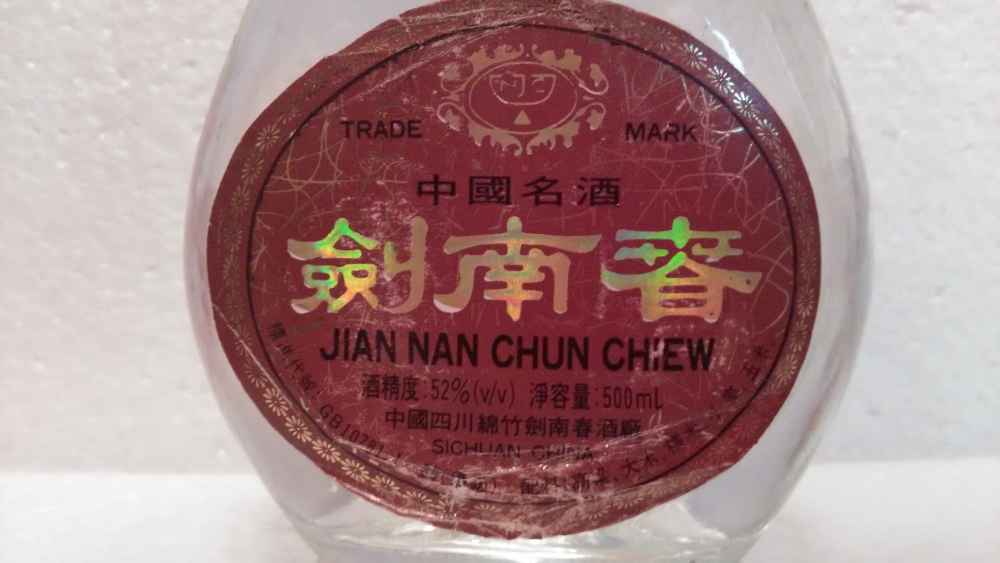 TRADE MARK
中國名酒
劍南春
JIAN NAN CHUN CHIEW
酒精度:52%(v/v) 淨容量:500mL
中國四川綿竹劍南春酒廠
SICHUAN CHINA